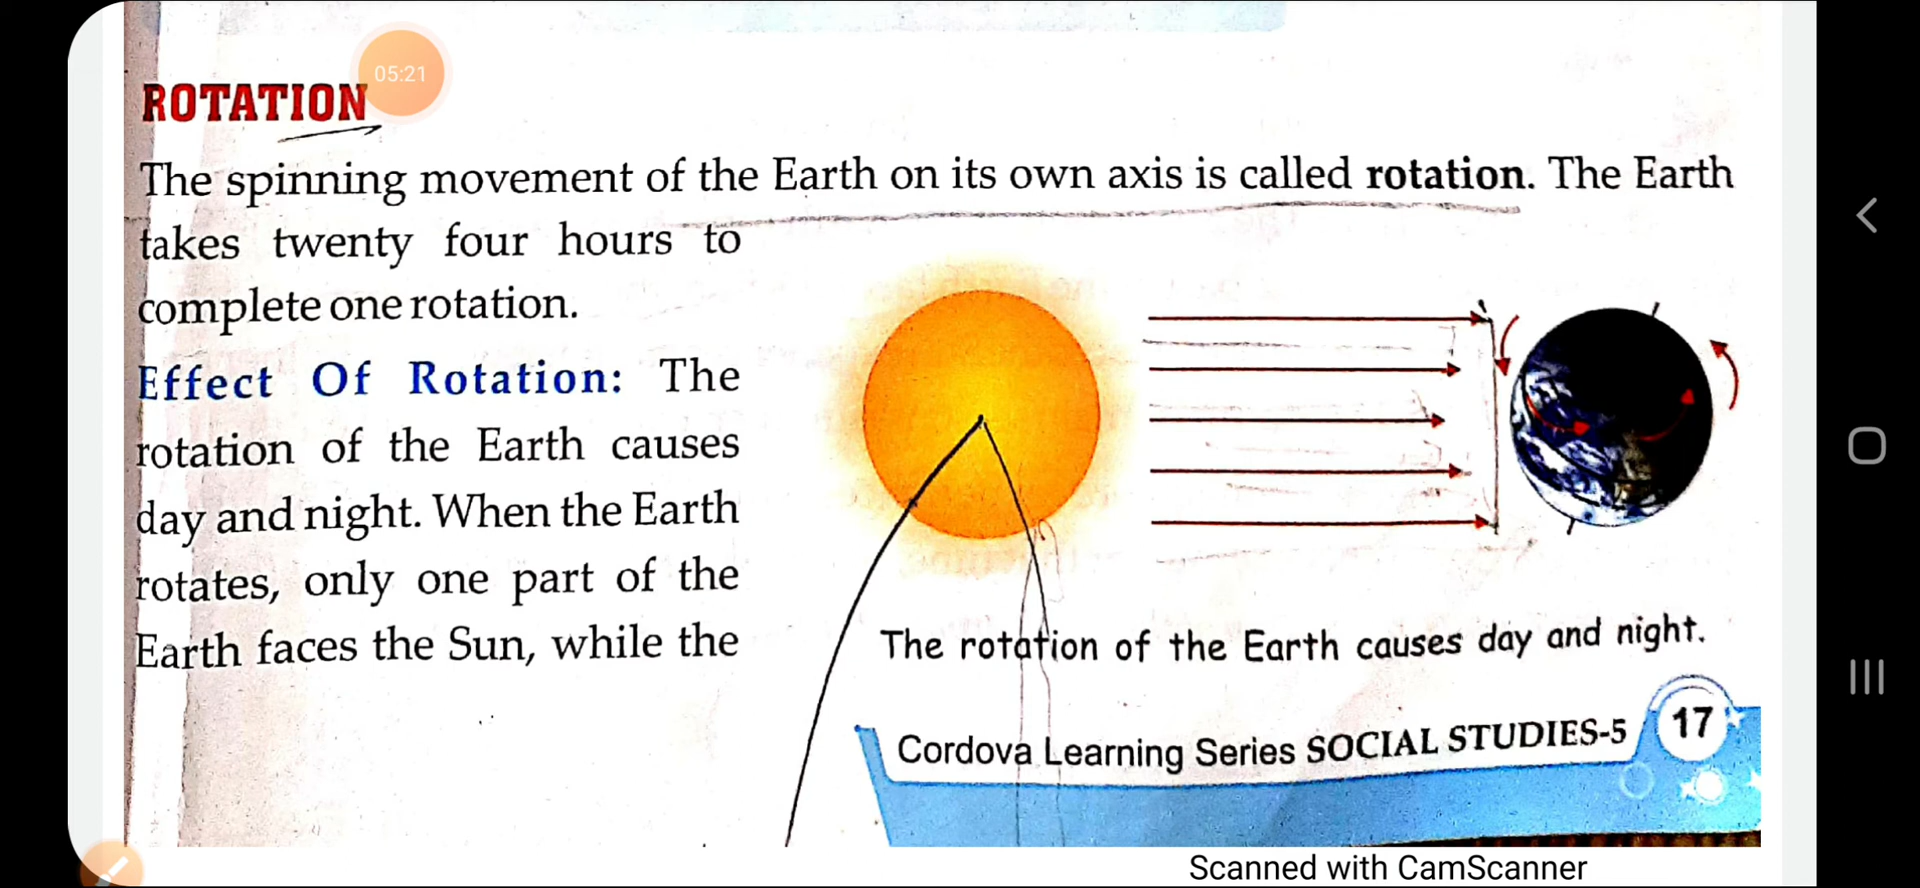 05:21
ROTATION
The spinning movement of the Earth on its own axis is called rotation. The Earth
takes twenty four hours to
complete one rotation.
Effect Of Rotation: The
rotation of the Earth causes
day and night. When the Earth
rotates, only one part of the
Earth faces the Sun, while the
The rotation of the Earth causes day and night.
Cordova Learning Series SOCIAL STUDIES-5 17
Scanned with CamScanner